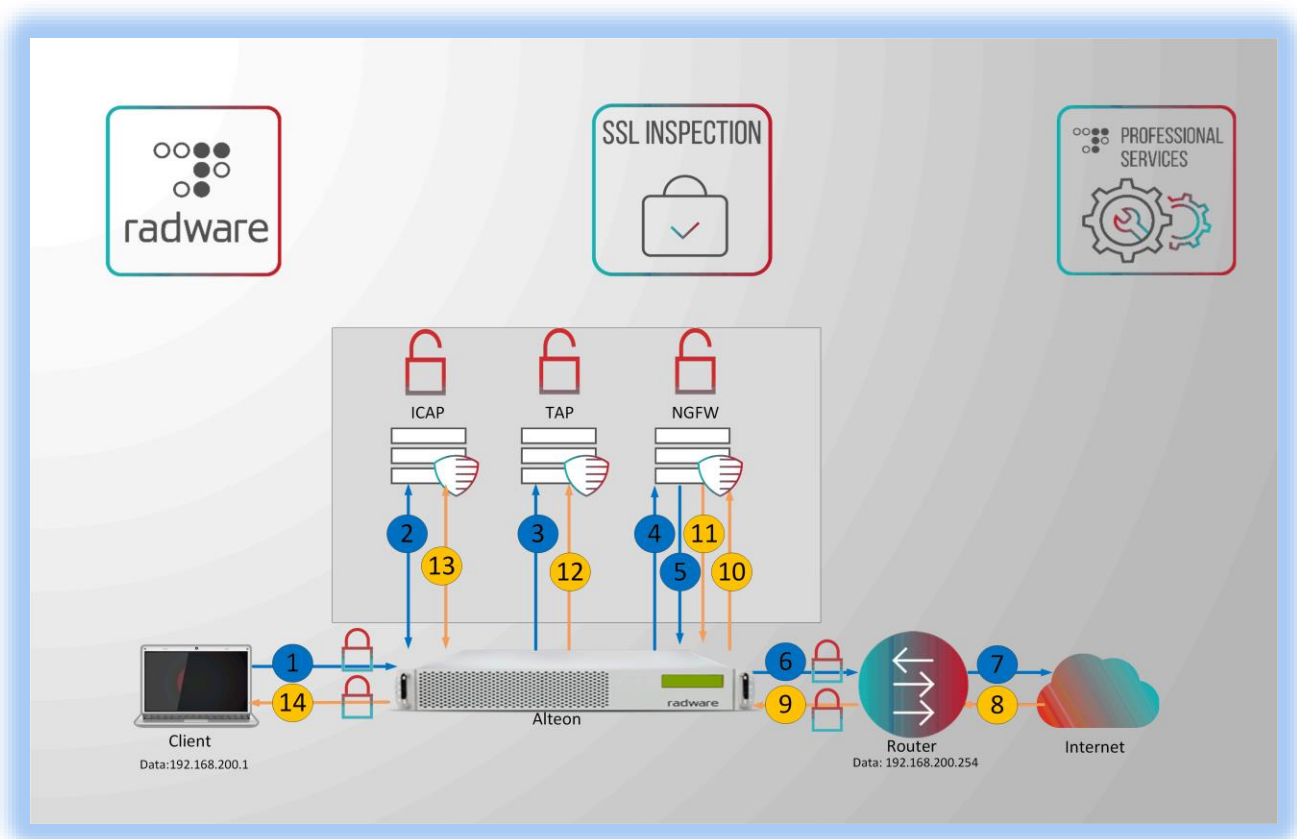 radware
SSL INSPECTION
PROFESSIONAL
SERVICES
ICAP
TAP
NGFW
2
3
4
11
13
12
5
10
1
6
7
14
9
8
radware
Alteon
Client
Data:192.168.200.1
Router
Data: 192.168.200.254
Internet